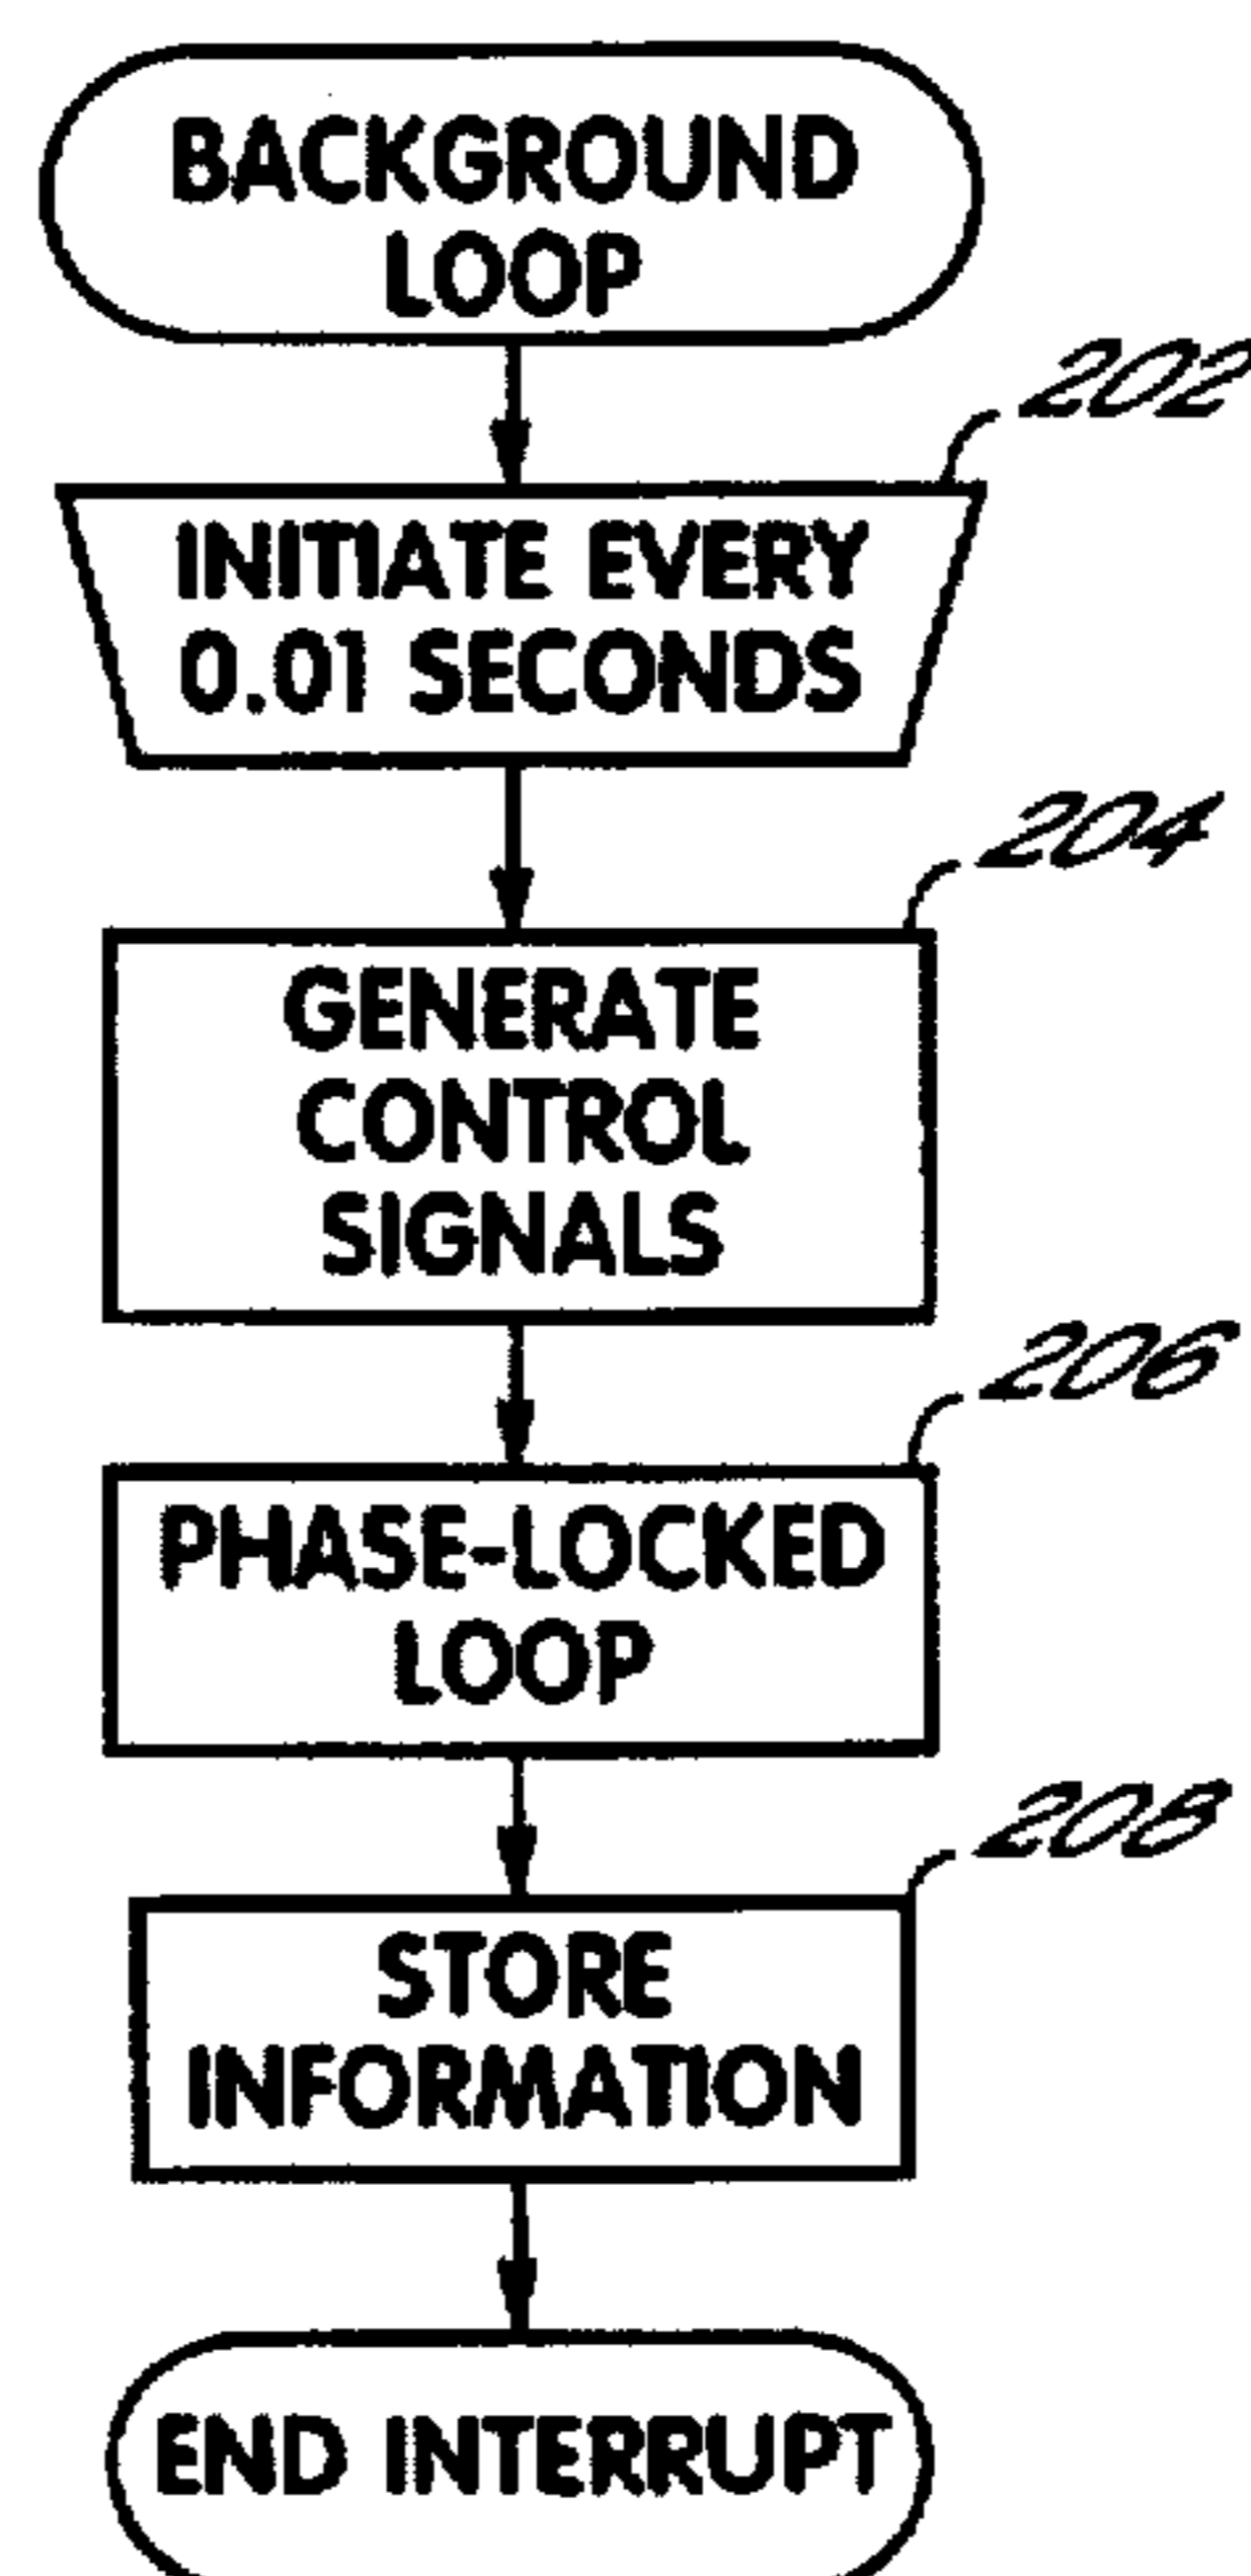 BACKGROUND
LOOP
202
INITIATE EVERY
0.01 SECONDS
204
GENERATE
CONTROL
SIGNALS
206
PHASE-LOCKED
LOOP
208
STORE
INFORMATION
END INTERRUPT